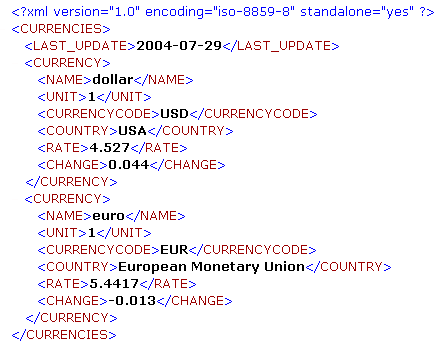 <?xml version="1.0" encoding="iso-8859-8" standalone="yes" ?>
<CURRENCIES>
<LAST_UPDATE>2004-07-29</LAST_UPDATE>
<CURRENCY>
<NAME>dollar</NAME>
<UNIT>1</UNIT>
<CURRENCYCODE>USD</CURRENCYCODE>
<COUNTRY>USA</COUNTRY>
<RATE>4.527</RATE>
<CHANGE>0.044</CHANGE>
</CURRENCY>
<CURRENCY>
<NAME>euro</NAME>
<UNIT>1</UNIT>
<CURRENCYCODE>EUR</CURRENCYCODE>
<COUNTRY>European Monetary Union</COUNTRY>
<RATE>5.4417</RATE>
<CHANGE>-0.013</CHANGE>
</CURRENCY>
</CURRENCIES>